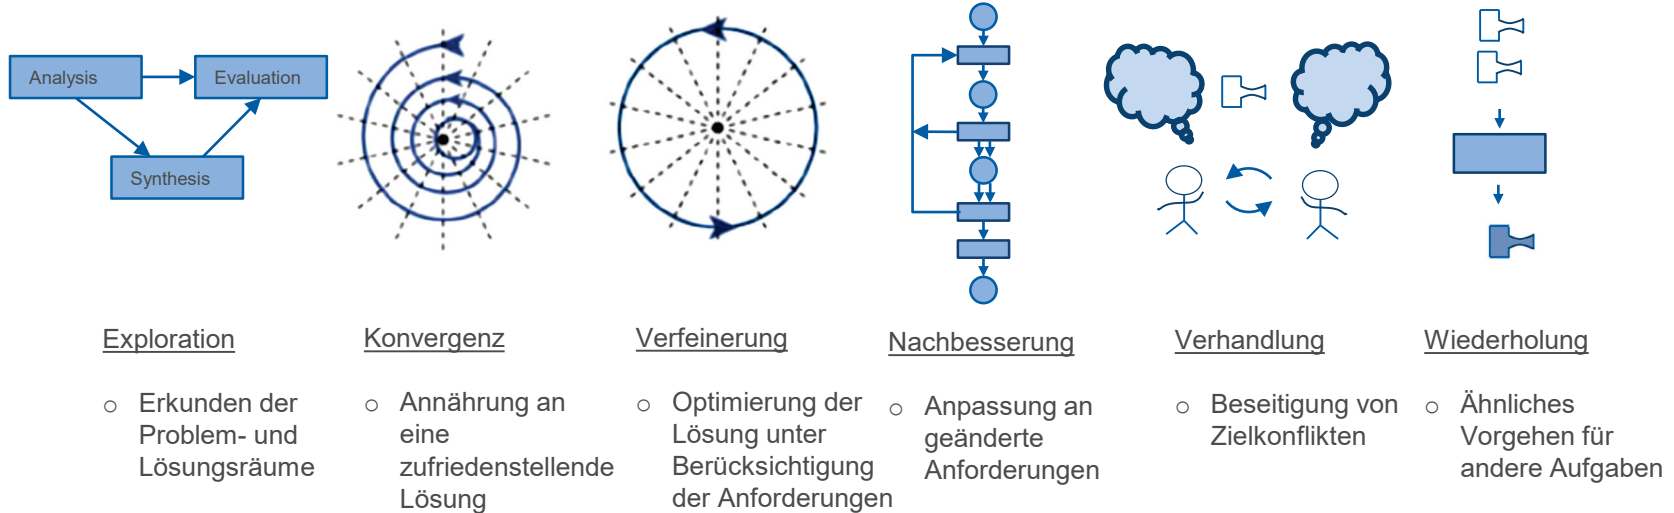 Analysis
Evaluation
Synthesis
Exploration
○ Erkunden der
Problem- und
Lösungsräume
Konvergenz
○ Annährung an
eine
zufriedenstellende
Lösung
Verfeinerung
○ Optimierung der
Lösung unter
Berücksichtigung
der Anforderungen
Nachbesserung
○ Anpassung an
geänderte
Anforderungen
Verhandlung
○ Beseitigung von
Zielkonflikten
Wiederholung
○ Ähnliches
Vorgehen für
andere Aufgaben